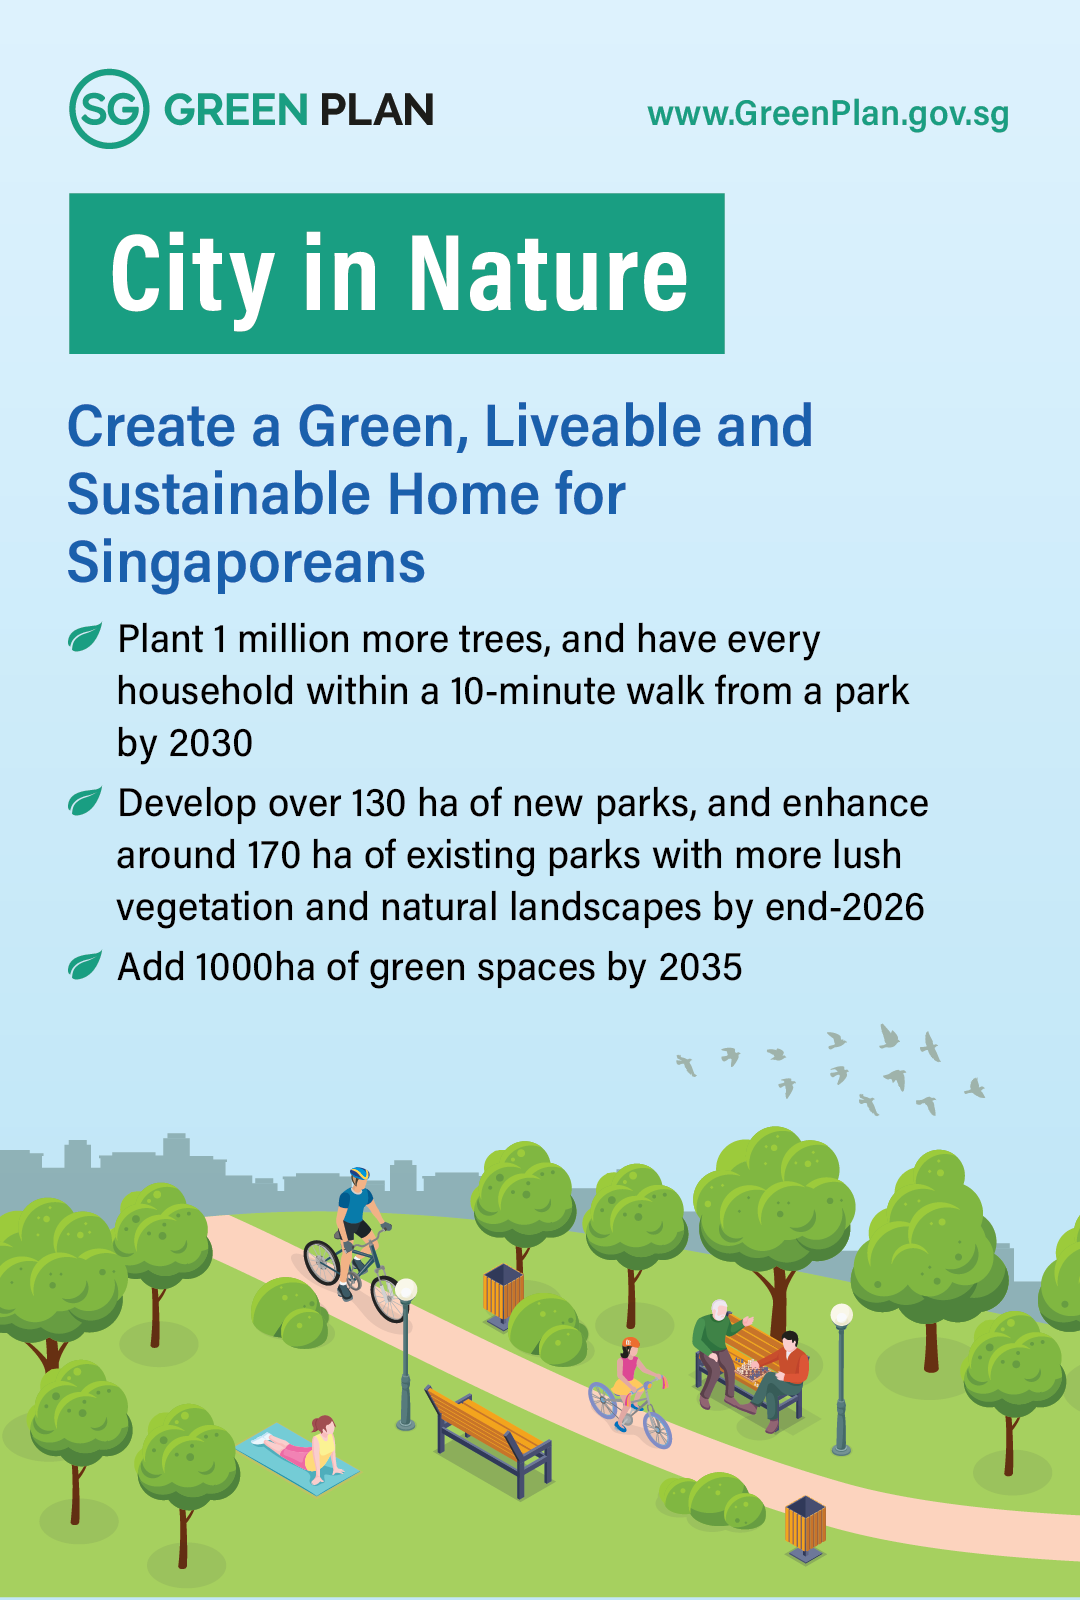 SG GREEN PLAN
www.GreenPlan.gov.sg
City in Nature
Create a Green, Liveable and
Sustainable Home for
Singaporeans
Plant 1 million more trees, and have every
household within a 10-minute walk from a park
by 2030
Develop over 130 ha of new parks, and enhance
around 170 ha of existing parks with more lush
vegetation and natural landscapes by end-2026
Add 1000ha of green spaces by 2035